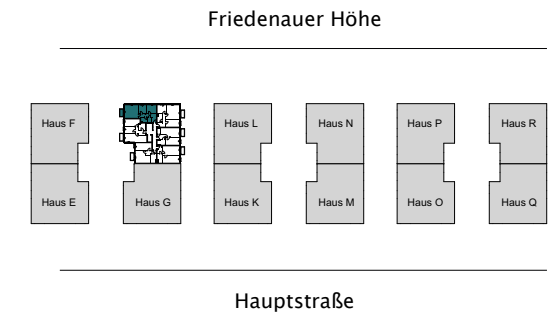 Friedenauer Höhe
Haus F
Haus L
Haus N
Haus P
Haus R
Haus E
Haus G
Haus K
Haus M
Haus O
Haus Q
Hauptstraße